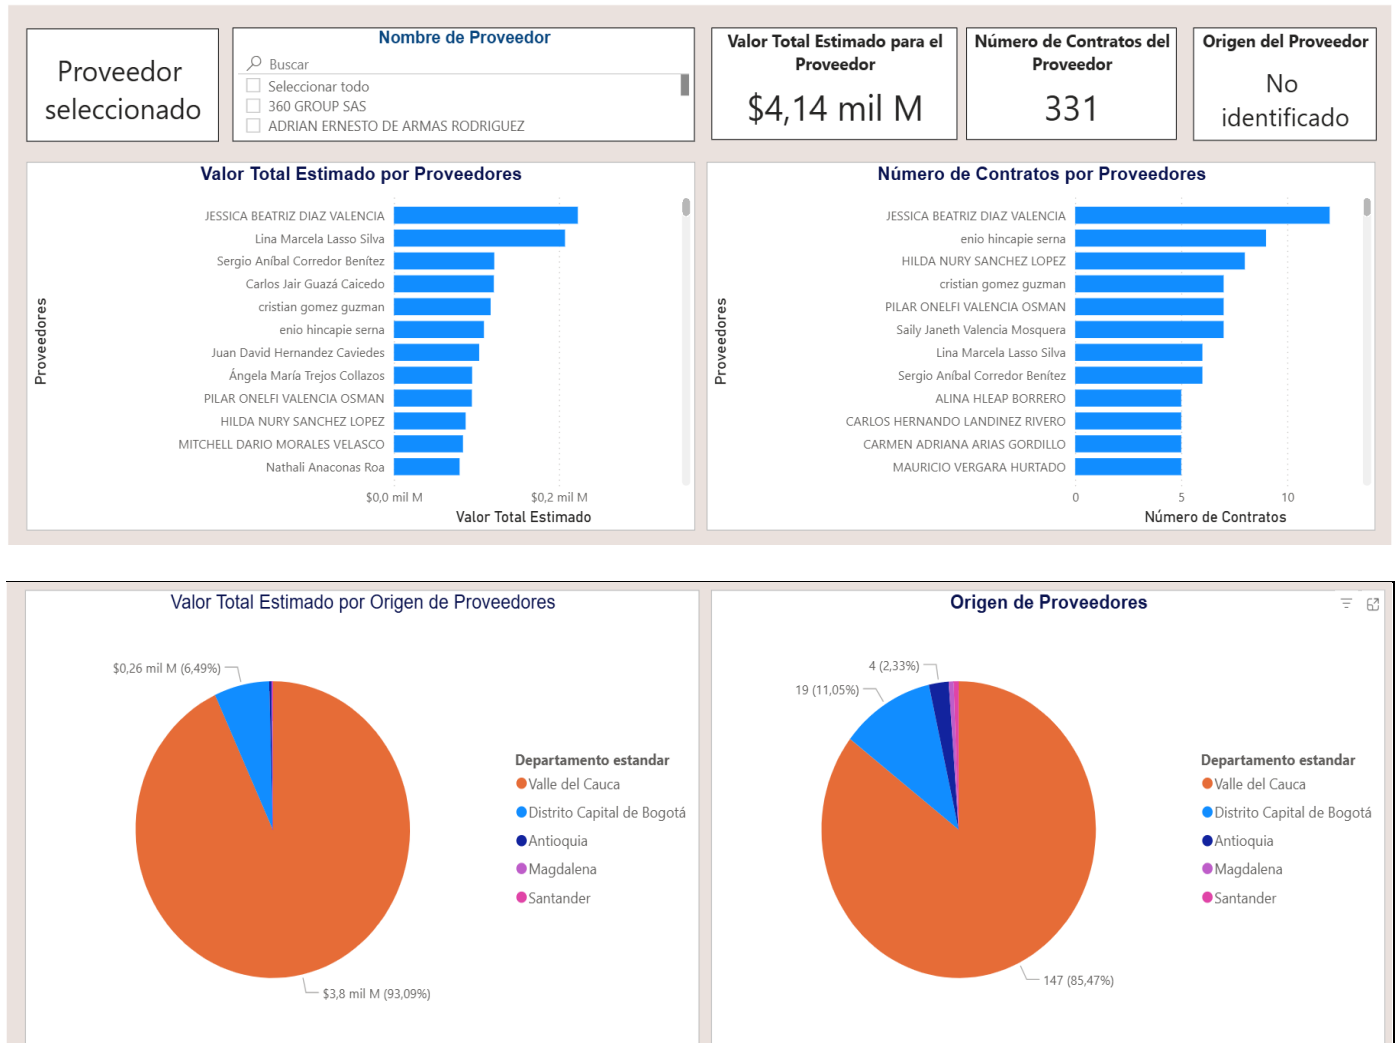 Proveedor
seleccionado
Nombre de Proveedor
Buscar
Seleccionar todo
360 GROUP SAS
ADRIAN ERNESTO DE ARMAS RODRIGUEZ
Valor Total Estimado para el
Proveedor
$4,14 mil M
Número de Contratos del
Proveedor
331
Origen del Proveedor
No
identificado
Valor Total Estimado por Proveedores
Proveedores
JESSICA BEATRIZ DIAZ VALENCIA
Lina Marcela Lasso Silva
Sergio Aníbal Corredor Benítez
Carlos Jair Guazá Caicedo
cristian gomez guzman
enio hincapie serna
Juan David Hernandez Caviedes
Ángela María Trejos Collazos
PILAR ONELFI VALENCIA OSMAN
HILDA NURY SANCHEZ LOPEZ
MITCHELL DARIO MORALES VELASCO
Nathali Anaconas Roa
$0,0 mil M
$0,2 mil M
Valor Total Estimado
Número de Contratos por Proveedores
Proveedores
JESSICA BEATRIZ DIAZ VALENCIA
enio hincapie serna
HILDA NURY SANCHEZ LOPEZ
cristian gomez guzman
PILAR ONELFI VALENCIA OSMAN
Saily Janeth Valencia Mosquera
Lina Marcela Lasso Silva
Sergio Aníbal Corredor Benítez
ALINA HLEAP BORRERO
CARLOS HERNANDO LANDINEZ RIVERO
CARMEN ADRIANA ARIAS GORDILLO
MAURICIO VERGARA HURTADO
0
5
10
Número de Contratos
Valor Total Estimado por Origen de Proveedores
$0,26 mil M (6,49%)
$3,8 mil M (93,09%)
Departamento estandar
Valle del Cauca
Distrito Capital de Bogotá
Antioquia
Magdalena
Santander
Origen de Proveedores
4 (2,33%)
19 (11,05%)
147 (85,47%)
Departamento estandar
Valle del Cauca
Distrito Capital de Bogotá
Antioquia
Magdalena
Santander